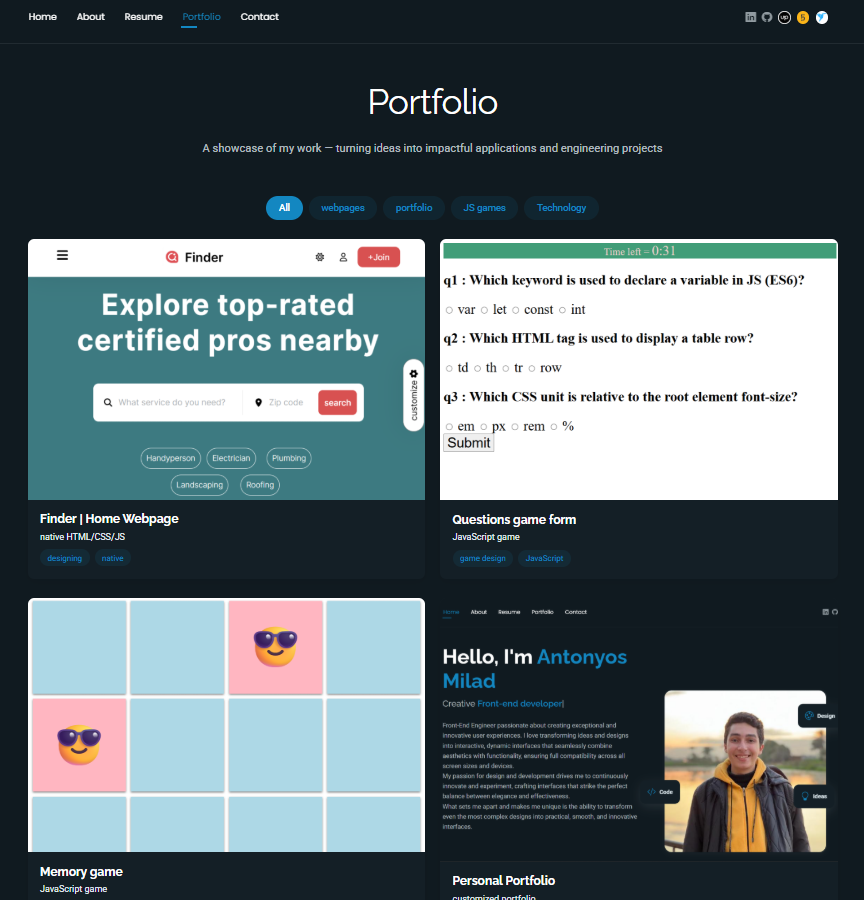 Home About Resume Portfolio Contact
up 5
Portfolio
A showcase of my work — turning ideas into impactful applications and engineering projects
All webpages portfolio JS games Technology
Finder +Join
Explore top-rated
certified pros nearby
What service do you need? Zip code search
customize
Handyperson Electrician Plumbing
Landscaping Roofing
Finder | Home Webpage
native HTML/CSS/JS
designing native
Time left = 0:31
q1 : Which keyword is used to declare a variable in JS (ES6)?
var let const int
q2 : Which HTML tag is used to display a table row?
td th tr row
q3 : Which CSS unit is relative to the root element font-size?
em px rem %
Submit
Questions game form
JavaScript game
game design JavaScript
Memory game
JavaScript game
Home About Resume Portfolio Contact
Hello, I'm Antonyos
Milad
Creative Front-end developer|
Front-End Engineer passionate about creating exceptional and
innovative user experiences. I love transforming ideas and designs
into interactive, dynamic interfaces that seamlessly combine
aesthetics with functionality, ensuring full compatibility across all
screen sizes and devices.
My passion for design and development drives me to continuously
innovate and experiment, crafting interfaces that strike the perfect
balance between elegance and effectiveness.
What sets me apart and makes me unique is the ability to transform
even the most complex designs into practical, smooth, and innovative
interfaces.
Design
Code
Ideas
Personal Portfolio
customized portfolio